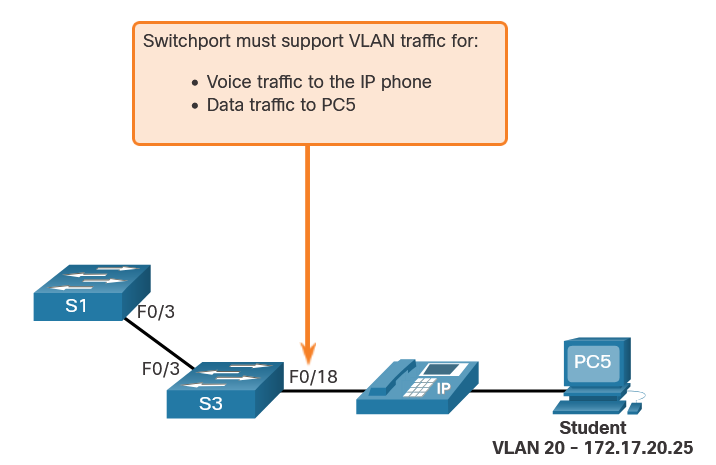 Switchport must support VLAN traffic for:
• Voice traffic to the IP phone
• Data traffic to PC5
S1
F0/3
F0/3
S3
F0/18
IP
PC5
Student
VLAN 20 – 172.17.20.25